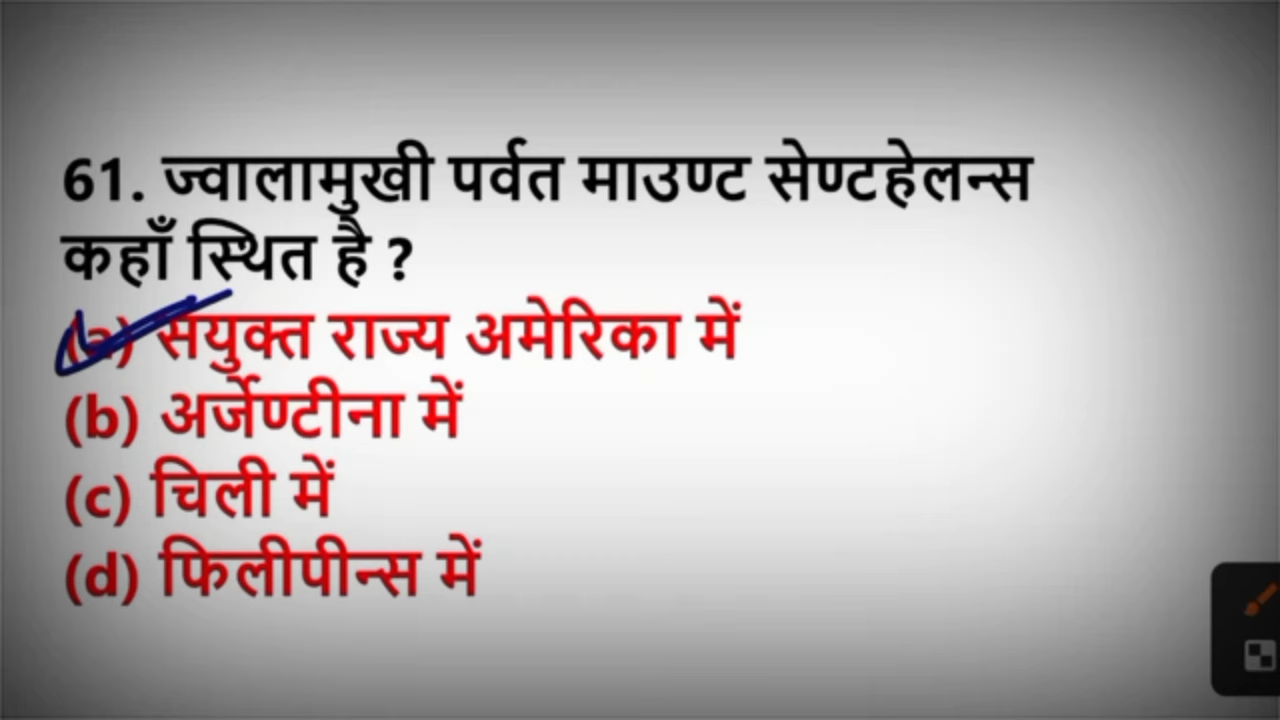 61. ज्वालामुखी पर्वत माउण्ट सेण्टहेलन्स
कहाँ स्थित है ?
(a) संयुक्त राज्य अमेरिका में
(b) अर्जेण्टीना में
(c) चिली में
(d) फिलीपीन्स में